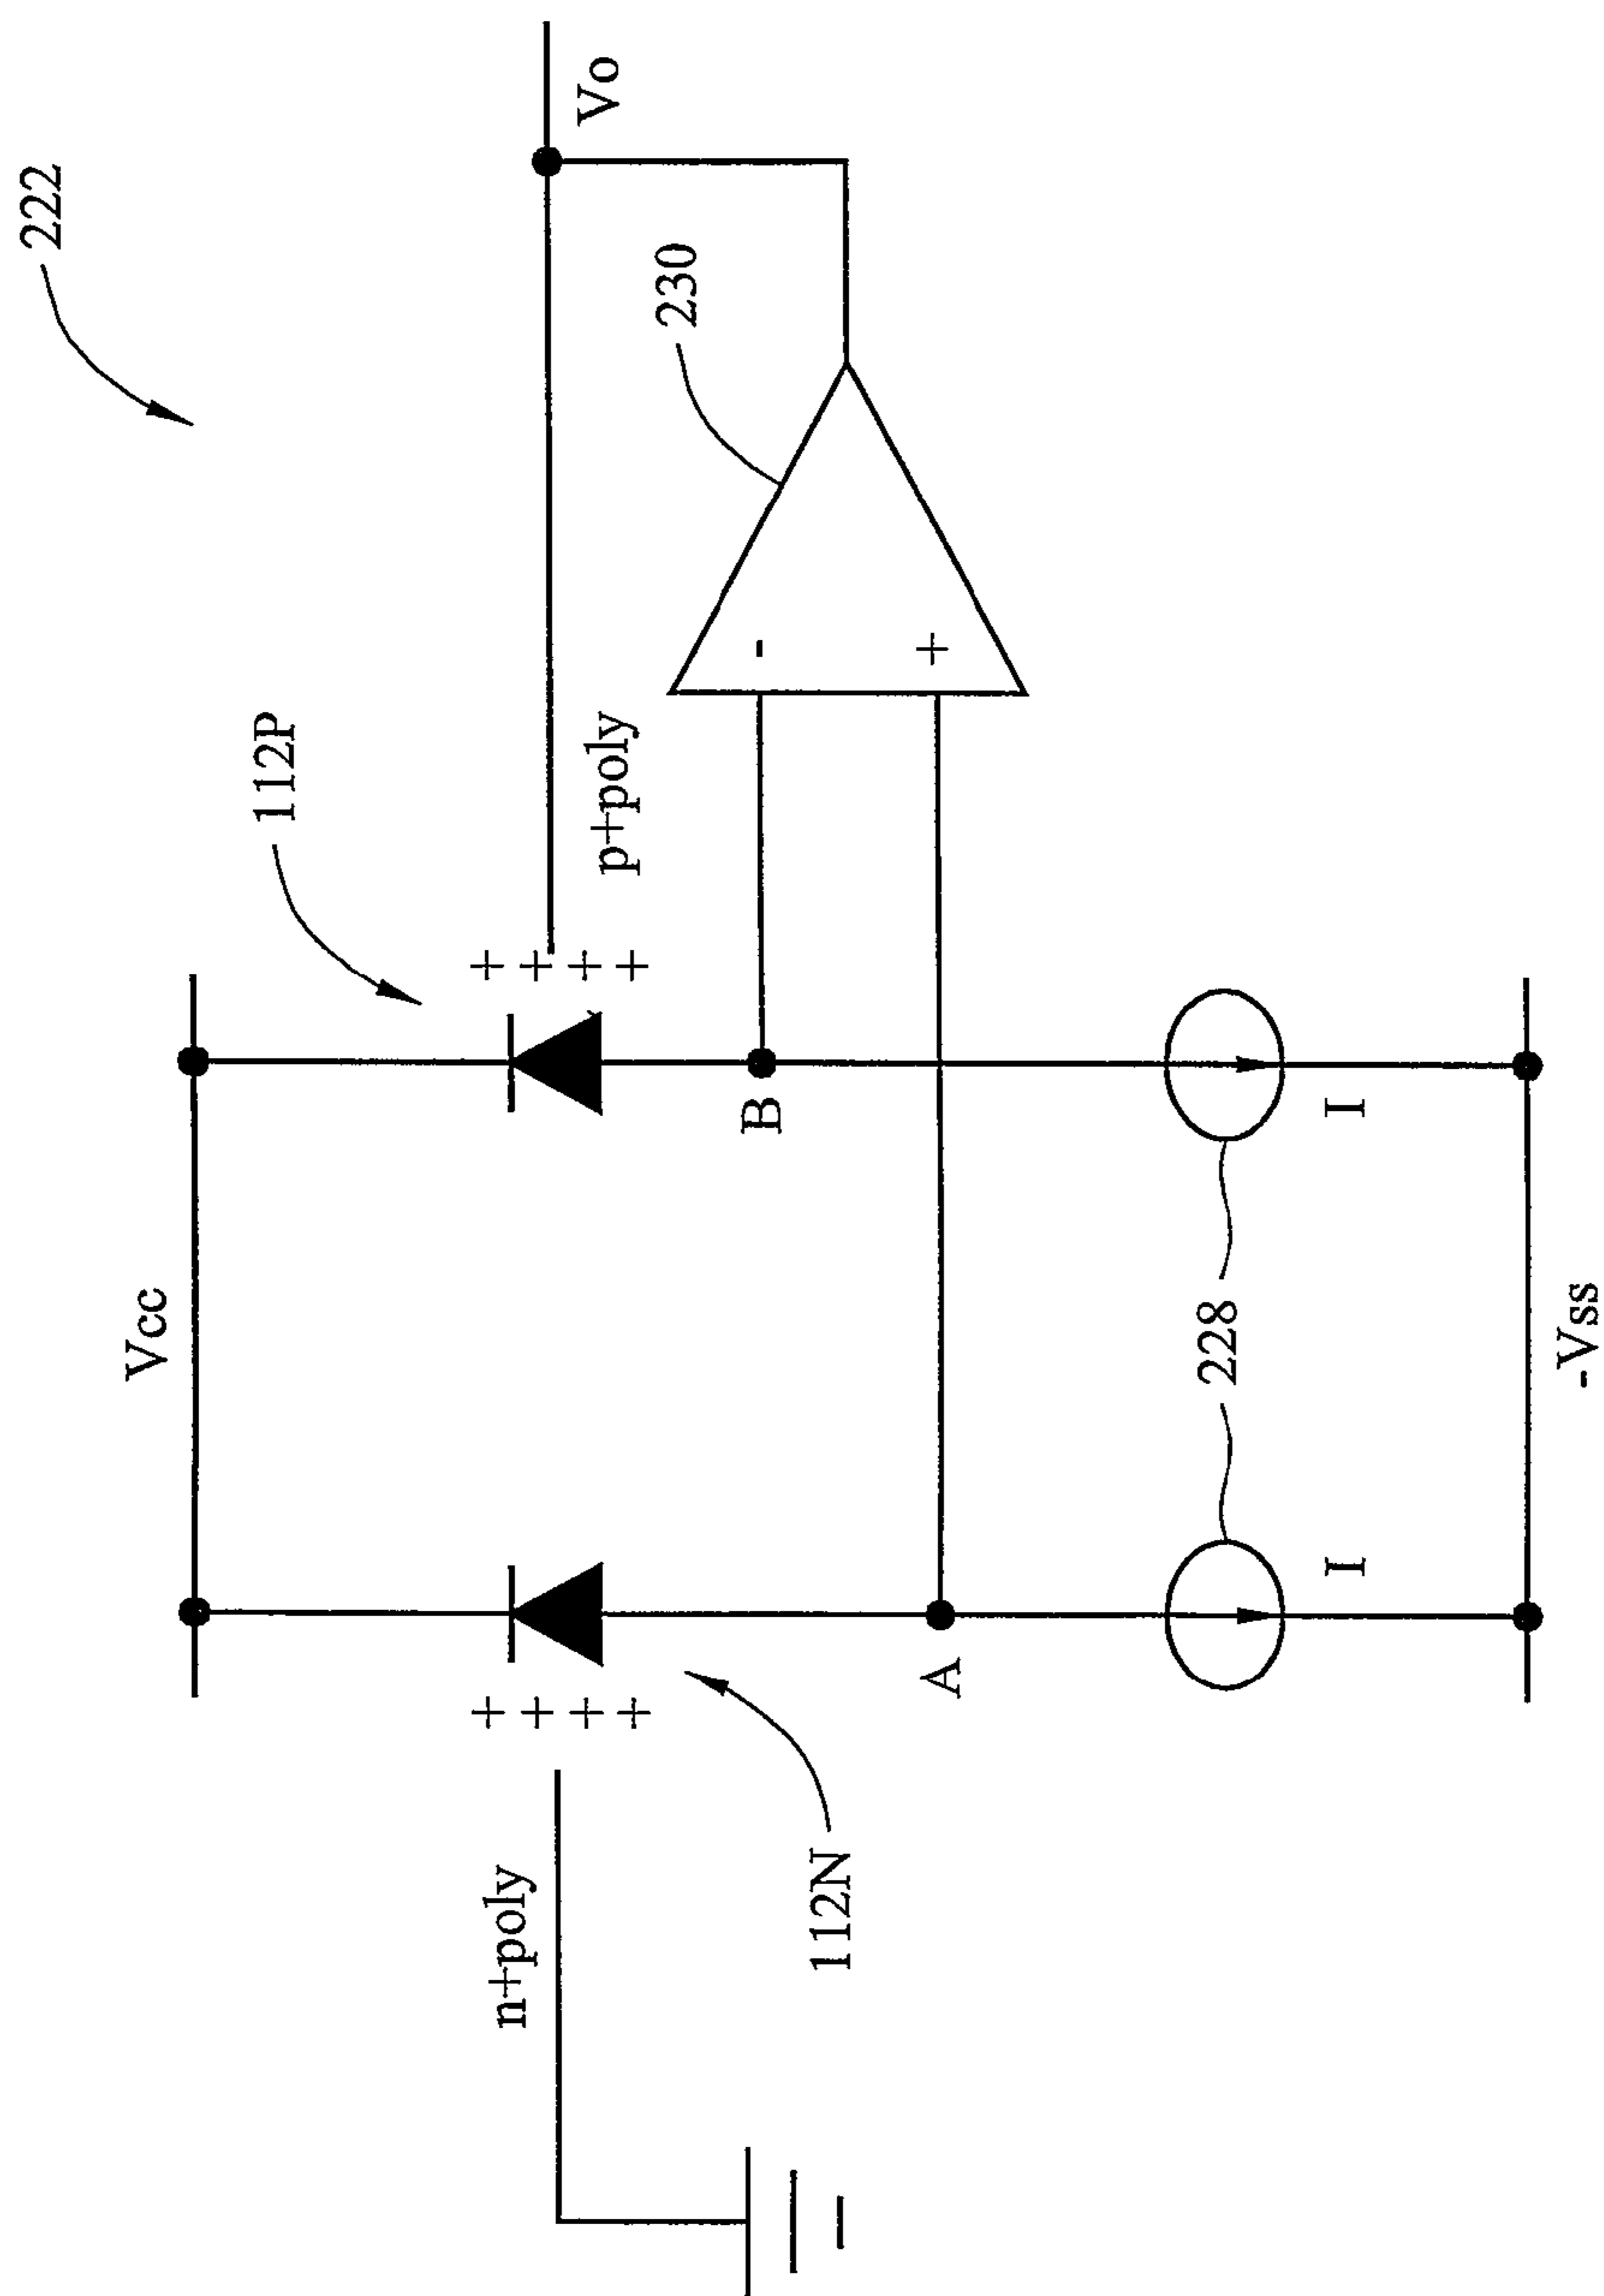 222
Vcc
112P
Vo
n+poly
+ + + +
+ + + +
p+poly
230
112N
A
B
-
+
228
I
I
-Vss